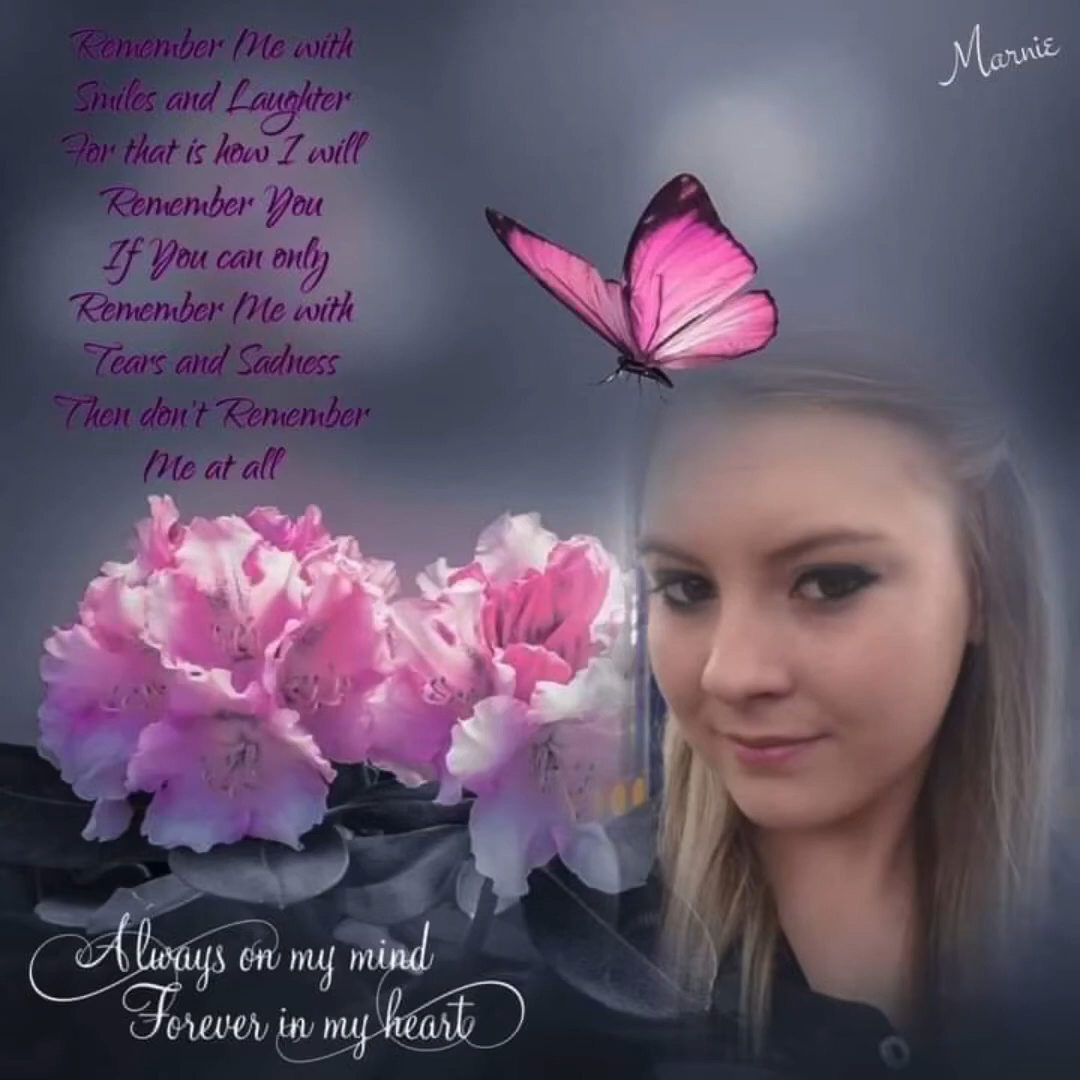 Remember Me with
Smiles and Laughter
For that is how I will
Remember You
If You can only
Remember Me with
Tears and Sadness
Then don't Remember
Me at all
Marnie
Always on my mind
Forever in my heart